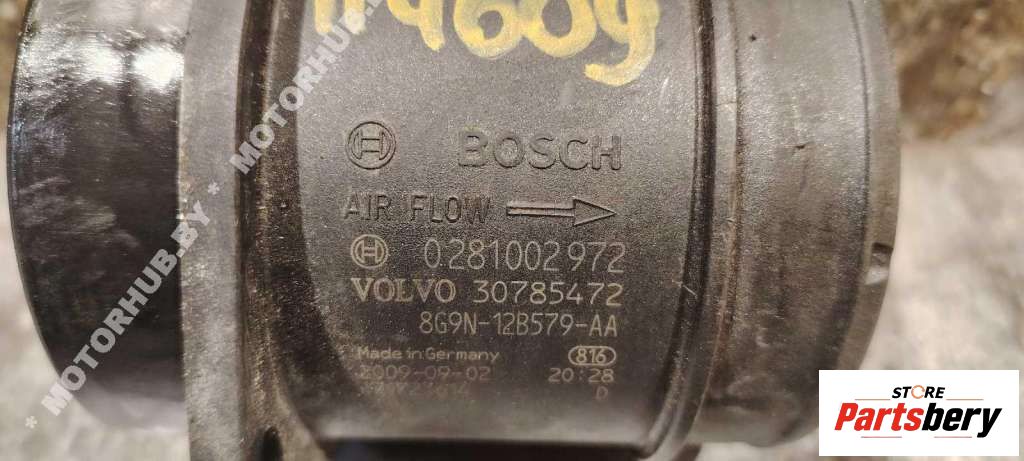 BOSCH
AIR FLOW
0281002972
VOLVO 30785472
8G9N-12B579-AA
Made in Germany 816
2009-09-02 20:28
D
* MOTORHUB.BY * MOTORHUB.BY
STORE
Partsbery